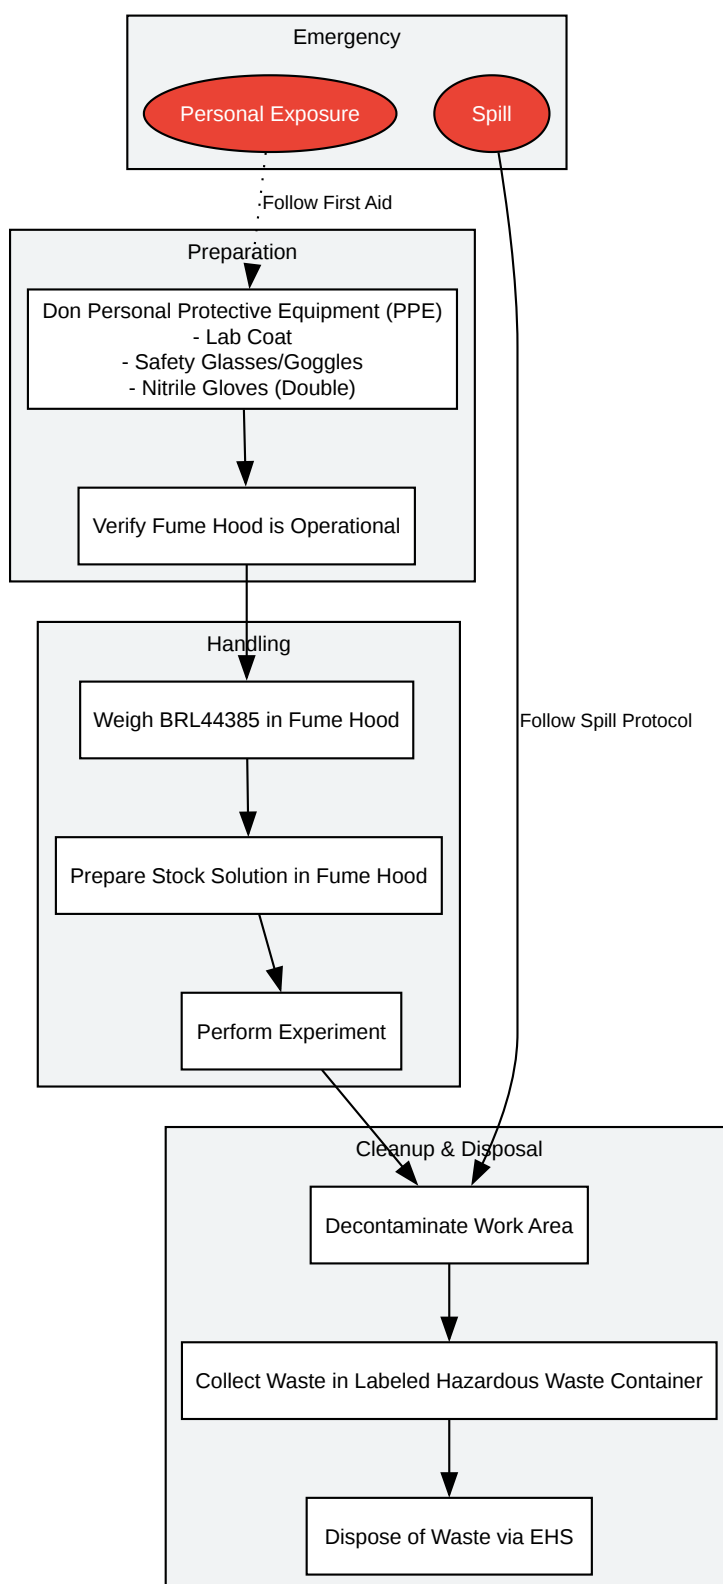 Emergency
Personal Exposure
Spill
Follow First Aid
Preparation
Don Personal Protective Equipment (PPE)
- Lab Coat
- Safety Glasses/Goggles
- Nitrile Gloves (Double)
Verify Fume Hood is Operational
Handling
Weigh BRL44385 in Fume Hood
Follow Spill Protocol
Prepare Stock Solution in Fume Hood
Perform Experiment
Cleanup & Disposal
Decontaminate Work Area
Collect Waste in Labeled Hazardous Waste Container
Dispose of Waste via EHS